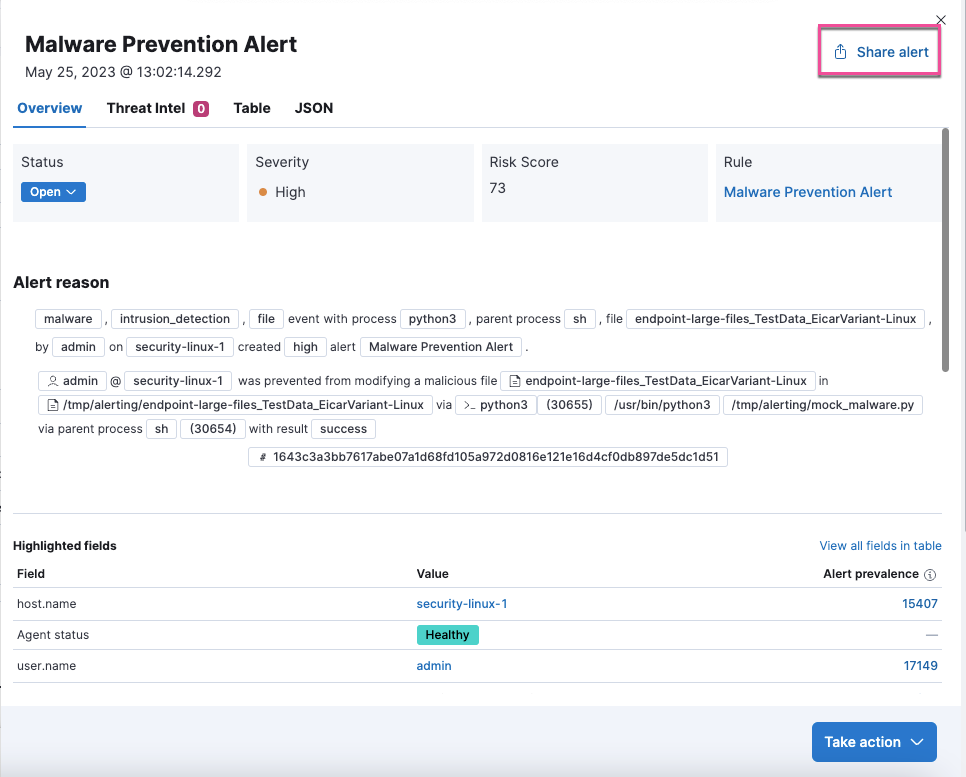 Malware Prevention Alert
Share alert
May 25, 2023 @ 13:02:14.292
Overview Threat Intel 0 Table JSON
Status Severity Risk Score Rule
Open High 73 Malware Prevention Alert
Alert reason
malware , intrusion_detection , file event with process python3 , parent process sh , file endpoint-large-files_TestData_EicarVariant-Linux ,
by admin on security-linux-1 created high alert Malware Prevention Alert .
admin @ security-linux-1 was prevented from modifying a malicious file endpoint-large-files_TestData_EicarVariant-Linux in
/tmp/alerting/endpoint-large-files_TestData_EicarVariant-Linux via >_ python3 (30655) /usr/bin/python3 /tmp/alerting/mock_malware.py
via parent process sh (30654) with result success
# 1643c3a3bb7617abe07a1d68fd105a972d0816e121e16d4cf0db897de5dc1d51
Highlighted fields View all fields in table
Field Value Alert prevalence
host.name security-linux-1 15407
Agent status Healthy —
user.name admin 17149
Take action